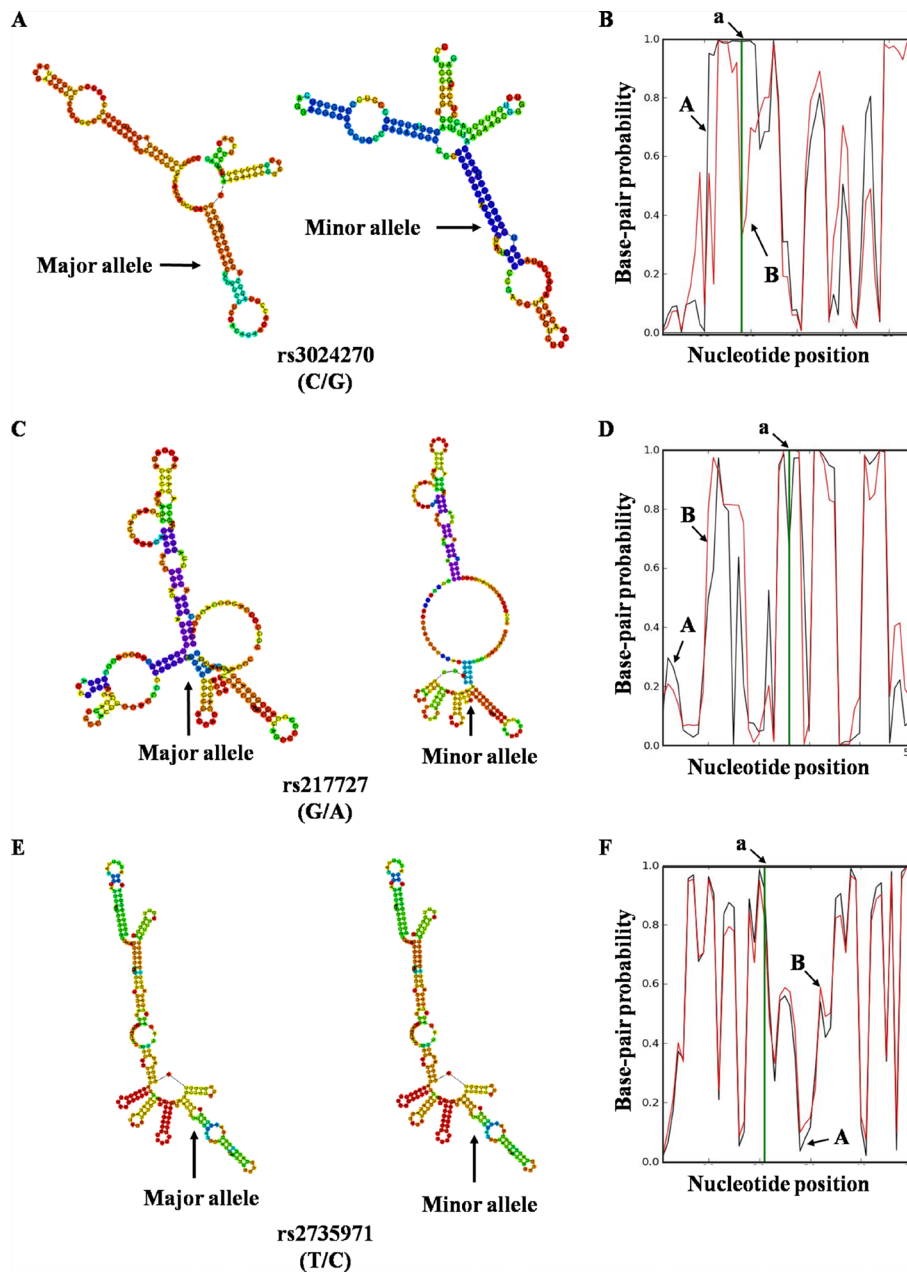 A
B
a
1.0
0.8
0.6
0.4
0.2
0.0
A
B
Base-pair probability
Nucleotide position
Major allele
Minor allele
rs3024270
(C/G)
C
D
a
1.0
0.8
0.6
0.4
0.2
0.0
B
A
5
Base-pair probability
Nucleotide position
Major allele
Minor allele
rs217727
(G/A)
E
F
a
1.0
0.8
0.6
0.4
0.2
0.0
B
A
Base-pair probability
Nucleotide position
Major allele
Minor allele
rs2735971
(T/C)